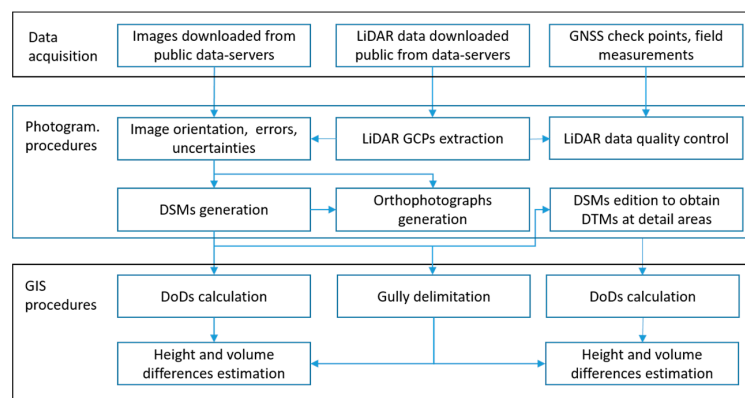 Data
acquisition
Images downloaded from
public data-servers
LiDAR data downloaded
public from data-servers
GNSS check points, field
measurements
Photogram.
procedures
Image orientation, errors,
uncertainties
LiDAR GCPs extraction
LiDAR data quality control
DSMs generation
Orthophotographs
generation
DSMs edition to obtain
DTMs at detail areas
GIS
procedures
DoDs calculation
Gully delimitation
DoDs calculation
Height and volume
differences estimation
Height and volume
differences estimation